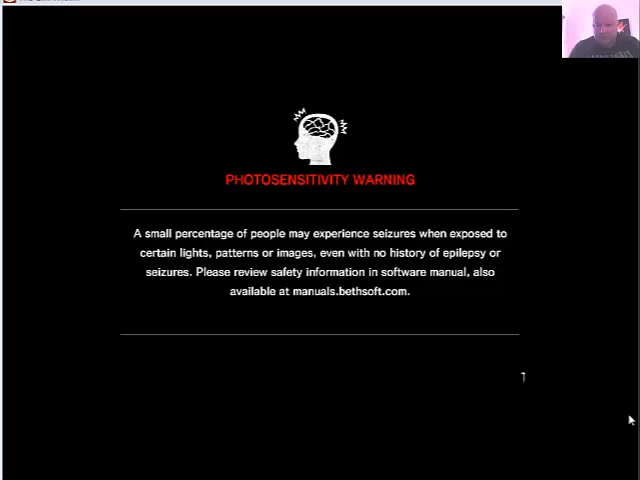 PHOTOSENSITIVITY WARNING
A small percentage of people may experience seizures when exposed to
certain lights, patterns or images, even with no history of epilepsy or
seizures. Please review safety information in software manual, also
available at manuals.bethsoft.com.